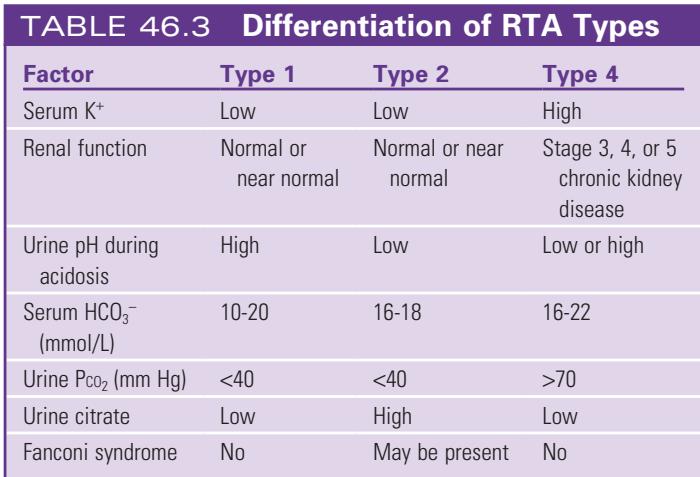 TABLE 46.3 Differentiation of RTA Types
Factor Type 1 Type 2 Type 4
Serum K⁺ Low Low High
Renal function Normal or Normal or near Stage 3, 4, or 5
near normal normal chronic kidney
disease
Urine pH during High Low Low or high
acidosis
Serum HCO₃⁻ 10-20 16-18 16-22
(mmol/L)
Urine Pco₂ (mm Hg) <40 <40 >70
Urine citrate Low High Low
Fanconi syndrome No May be present No